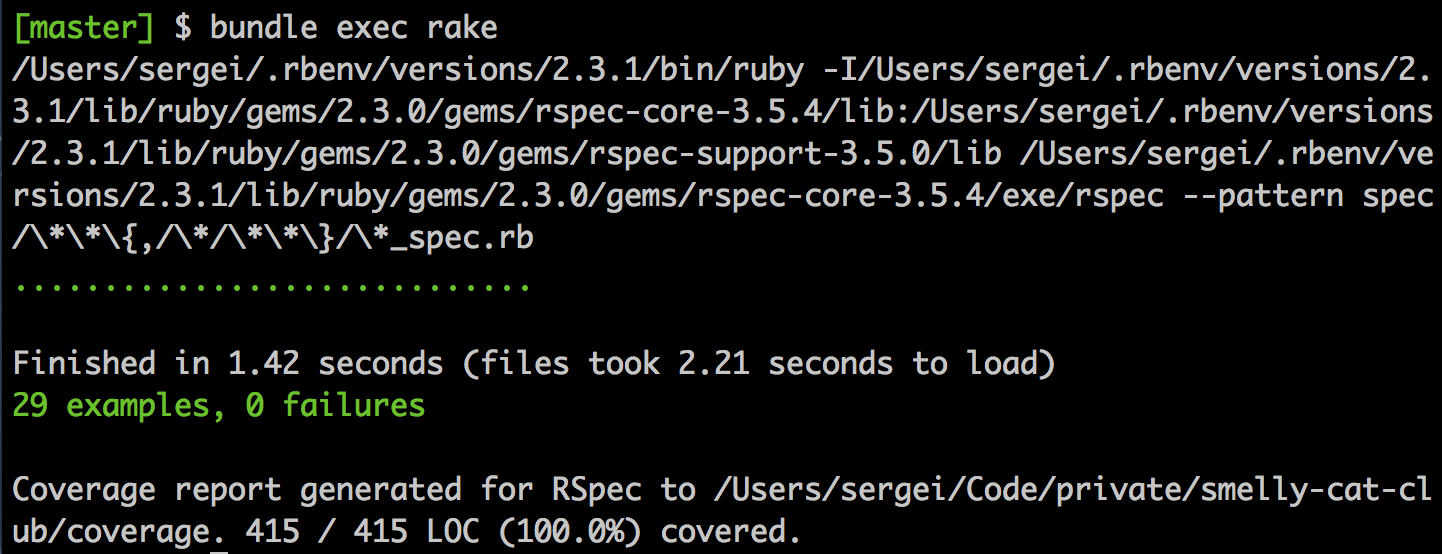 [master] $ bundle exec rake
/Users/sergei/.rbenv/versions/2.3.1/bin/ruby -I/Users/sergei/.rbenv/versions/2.
3.1/lib/ruby/gems/2.3.0/gems/rspec-core-3.5.4/lib:/Users/sergei/.rbenv/versions
/2.3.1/lib/ruby/gems/2.3.0/gems/rspec-support-3.5.0/lib /Users/sergei/.rbenv/ve
rsions/2.3.1/lib/ruby/gems/2.3.0/gems/rspec-core-3.5.4/exe/rspec --pattern spec
/\*\*\{,/\*/\*\*\}/\*_spec.rb
.............................
Finished in 1.42 seconds (files took 2.21 seconds to load)
29 examples, 0 failures
Coverage report generated for RSpec to /Users/sergei/Code/private/smelly-cat-cl
ub/coverage. 415 / 415 LOC (100.0%) covered.